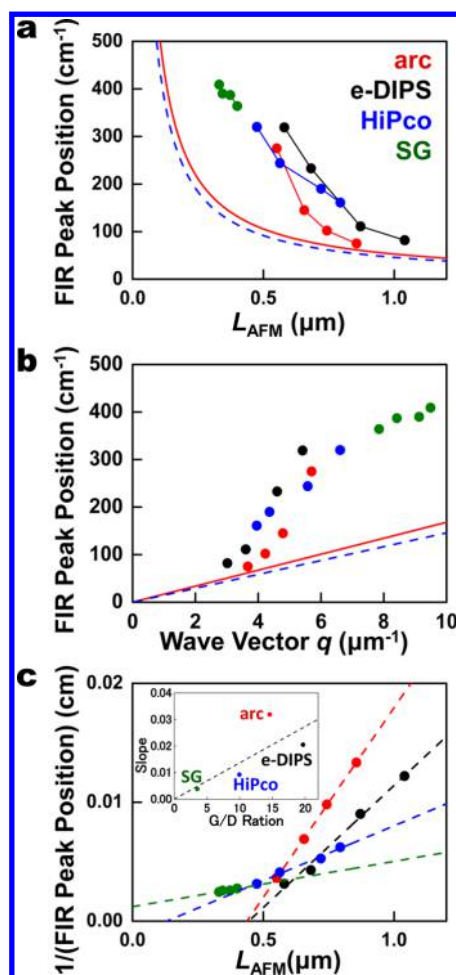 a
500
400
300
200
100
0
FIR Peak Position (cm-1)
arc
e-DIPS
HiPco
SG
0.0 0.5 1.0
LAFM (µm)
b
500
400
300
200
100
0
FIR Peak Position (cm-1)
0 2 4 6 8 10
Wave Vector q (µm-1)
c
0.02
0.01
0.00
1/(FIR Peak Position) (cm)
0.04
0.03
0.02
0.01
0.00
Slope
arc
e-DIPS
SG
HiPco
0 5 10 15 20
G/D Ration
0.0 0.5 1.0
LAFM(µm)